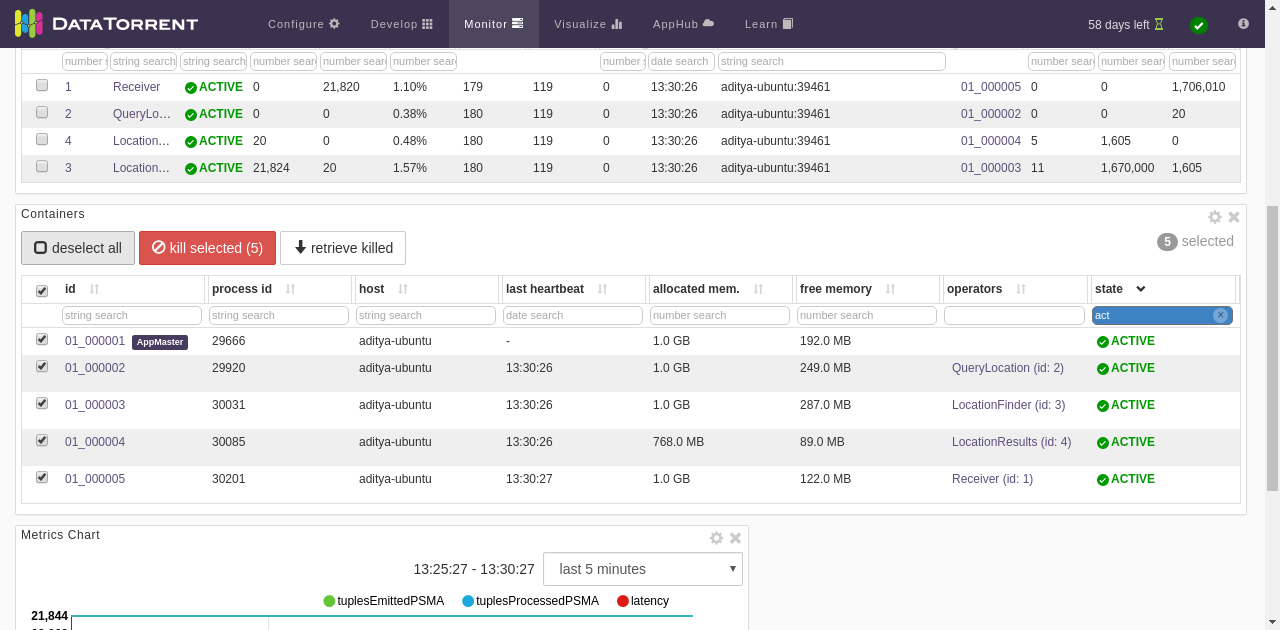 DATATORRENT Configure Develop Monitor Visualize AppHub Learn 58 days left
number s string search string search number sear number sear number sear number s date search string search number sear number sear number sear
1 Receiver ACTIVE 0 21,820 1.10% 179 119 0 13:30:26 aditya-ubuntu:39461 01_000005 0 0 1,706,010
2 QueryLo... ACTIVE 0 0 0.38% 180 119 0 13:30:26 aditya-ubuntu:39461 01_000002 0 0 20
4 Location... ACTIVE 20 0 0.48% 180 119 0 13:30:26 aditya-ubuntu:39461 01_000004 5 1,605 0
3 Location... ACTIVE 21,824 20 1.57% 180 119 0 13:30:26 aditya-ubuntu:39461 01_000003 11 1,670,000 1,605
Containers
deselect all kill selected (5) retrieve killed 5 selected
id process id host last heartbeat allocated mem. free memory operators state
string search string search string search date search number search number search act
01_000001 AppMaster 29666 aditya-ubuntu - 1.0 GB 192.0 MB ACTIVE
01_000002 29920 aditya-ubuntu 13:30:26 1.0 GB 249.0 MB QueryLocation (id: 2) ACTIVE
01_000003 30031 aditya-ubuntu 13:30:26 1.0 GB 287.0 MB LocationFinder (id: 3) ACTIVE
01_000004 30085 aditya-ubuntu 13:30:26 768.0 MB 89.0 MB LocationResults (id: 4) ACTIVE
01_000005 30201 aditya-ubuntu 13:30:27 1.0 GB 122.0 MB Receiver (id: 1) ACTIVE
Metrics Chart
13:25:27 - 13:30:27 last 5 minutes
tuplesEmittedPSMA tuplesProcessedPSMA latency
21,844